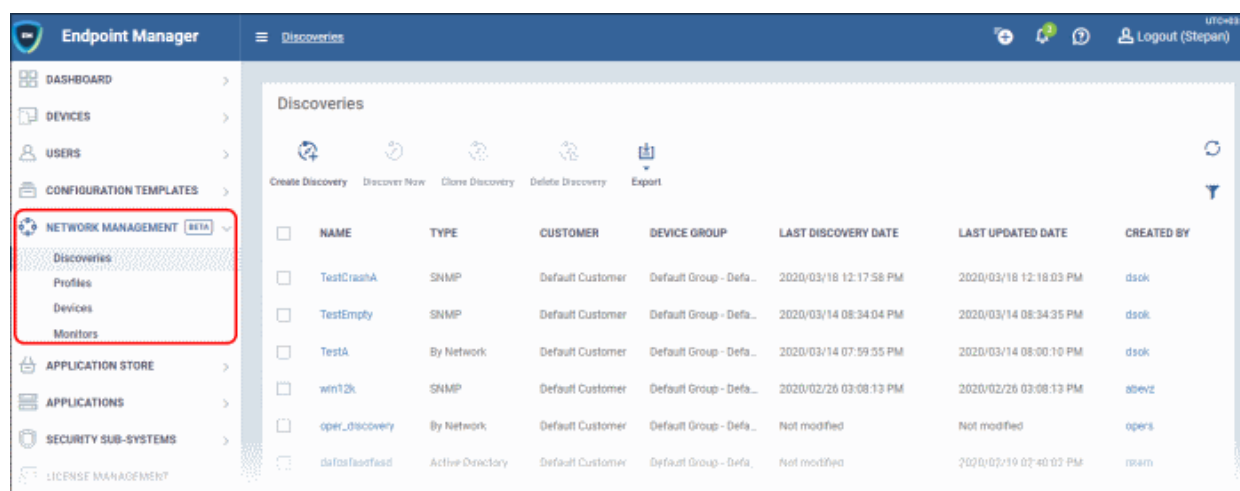 UTC+03
Endpoint Manager
Discoveries
2
Logout (Stepan)
DASHBOARD
DEVICES
USERS
CONFIGURATION TEMPLATES
NETWORK MANAGEMENT BETA
Discoveries
Profiles
Devices
Monitors
APPLICATION STORE
APPLICATIONS
SECURITY SUB-SYSTEMS
LICENSE MANAGEMENT
Discoveries
Create Discovery Discover Now Clone Discovery Delete Discovery Export
NAME TYPE CUSTOMER DEVICE GROUP LAST DISCOVERY DATE LAST UPDATED DATE CREATED BY
TestCrashA SNMP Default Customer Default Group - Defa... 2020/03/18 12:17:58 PM 2020/03/18 12:18:03 PM dsok
TestEmpty SNMP Default Customer Default Group - Defa... 2020/03/14 08:34:04 PM 2020/03/14 08:34:35 PM dsok
TestA By Network Default Customer Default Group - Defa... 2020/03/14 07:59:55 PM 2020/03/14 08:00:10 PM dsok
win12k SNMP Default Customer Default Group - Defa... 2020/02/26 03:08:13 PM 2020/02/26 03:08:13 PM abevz
oper_discovery By Network Default Customer Default Group - Defa... Not modified Not modified opers
Active Directory Default Customer Default Group - Defa... Not modified 2020/02/19 02:40:02 PM